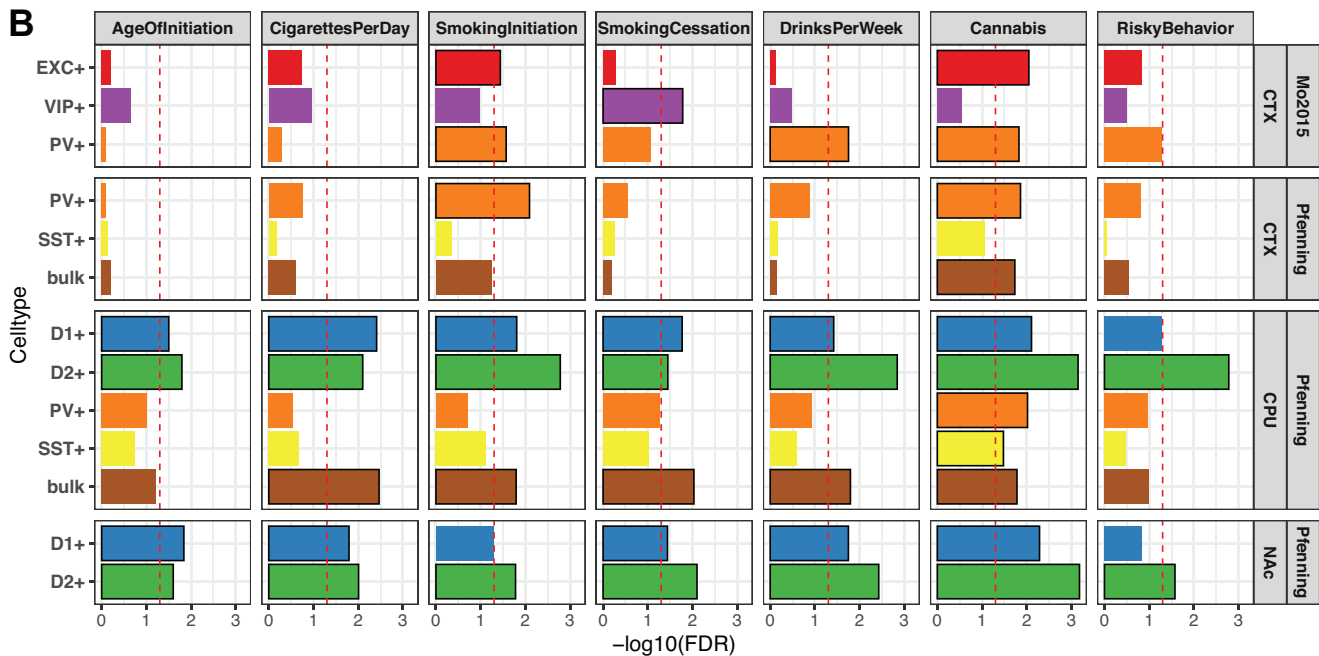 B
AgeOfInitiation CigarettesPerDay SmokingInitiation SmokingCessation DrinksPerWeek Cannabis RiskyBehavior
EXC+
VIP+
PV+
CTX
Mo2015
PV+
SST+
bulk
CTX
Pfenning
D1+
D2+
PV+
SST+
bulk
CPU
Pfenning
D1+
D2+
NAc
Pfenning
Celltype
0 1 2 3 0 1 2 3 0 1 2 3 0 1 2 3 0 1 2 3 0 1 2 3 0 1 2 3
−log10(FDR)